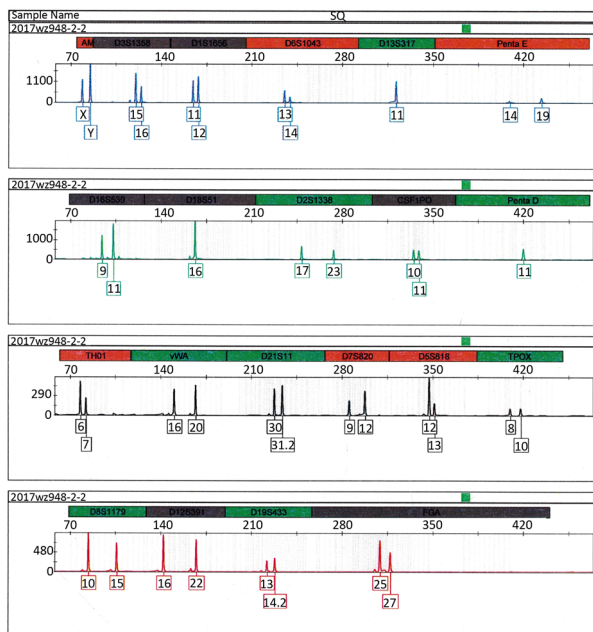 Sample Name SQ
2017wz948-2-2
AM D3S1358 D1S1656 D6S1043 D13S317 Penta E
70 140 210 280 350 420
1100
0
X 15 11 13 11 14 19
Y 16 12 14
2017wz948-2-2
D16S539 D18S51 D2S1338 CSF1PO Penta D
70 140 210 280 350 420
1000
0
9 16 17 23 10 11
11 11
2017wz948-2-2
TH01 vWA D21S11 D7S820 D5S818 TPOX
70 140 210 280 350 420
290
0
6 16 20 30 9 12 12 8
7 31.2 13 10
2017wz948-2-2
D8S1179 D12S391 D19S433 FGA
70 140 210 280 350 420
480
0
10 15 16 22 13 25
14.2 27